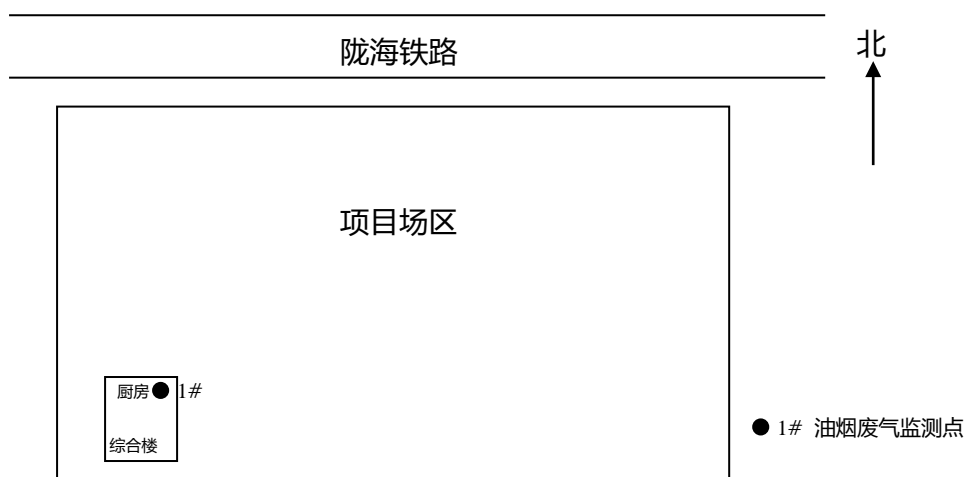 陇海铁路
北
项目场区
厨房 1#
综合楼
1# 油烟废气监测点